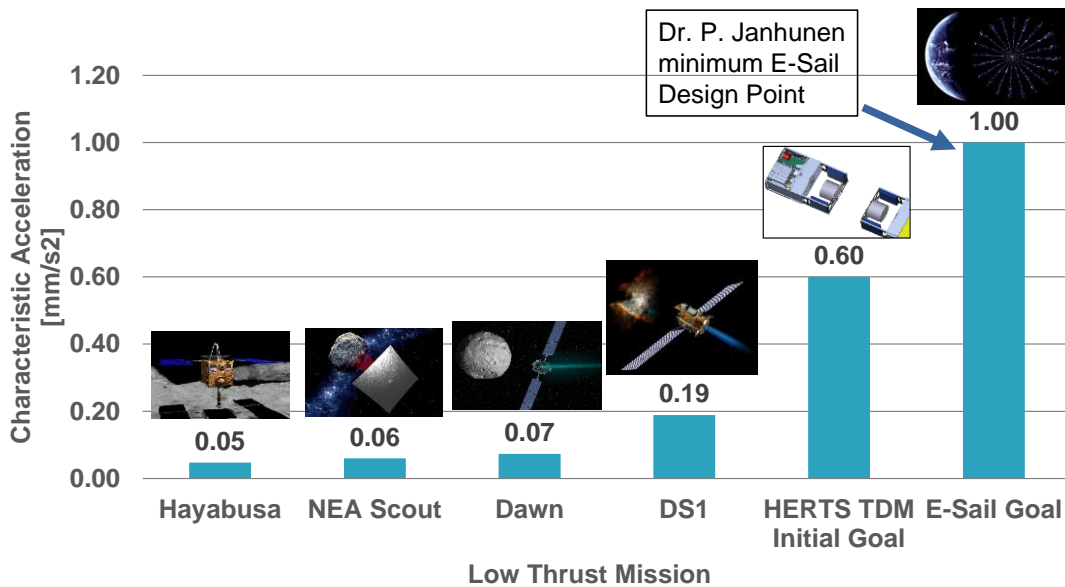 Dr. P. Janhunen
minimum E-Sail
Design Point
Characteristic Acceleration
[mm/s2]
1.20
1.00
0.80
0.60
0.40
0.20
0.00
0.05
0.06
0.07
0.19
0.60
1.00
Hayabusa
NEA Scout
Dawn
DS1
HERTS TDM
Initial Goal
E-Sail Goal
Low Thrust Mission